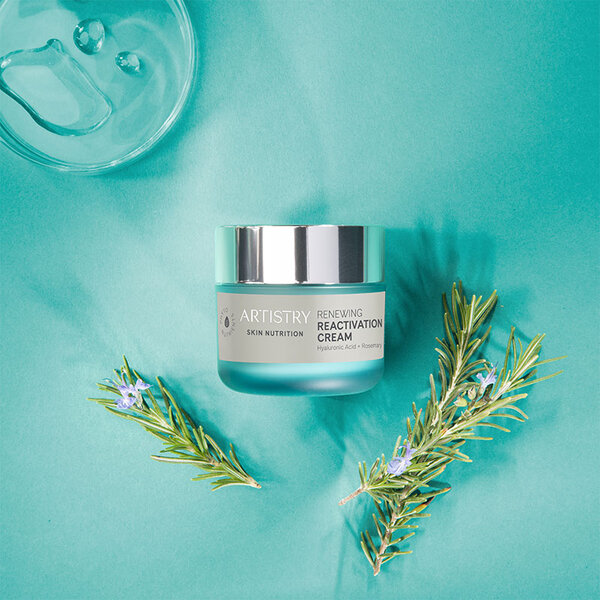 ARTISTRY
SKIN NUTRITION
RENEWING
REACTIVATION
CREAM
Hyaluronic Acid + Rosemary